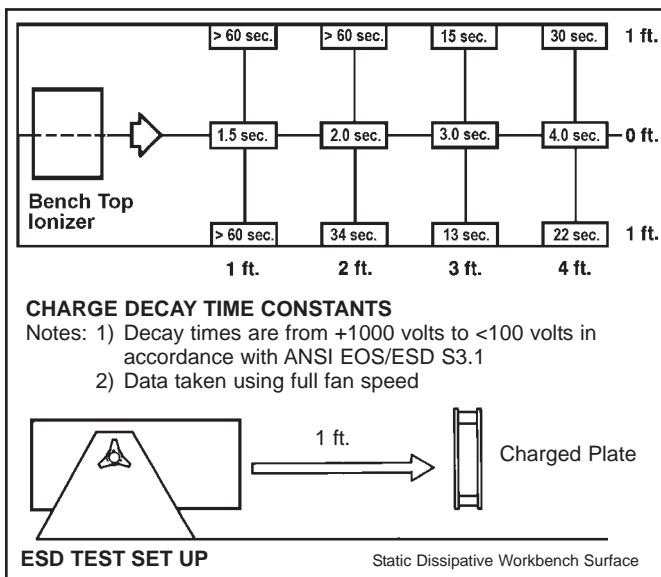 > 60 sec. > 60 sec. 15 sec. 30 sec. 1 ft.
1.5 sec. 2.0 sec. 3.0 sec. 4.0 sec. 0 ft.
Bench Top
Ionizer
> 60 sec. 34 sec. 13 sec. 22 sec. 1 ft.
1 ft. 2 ft. 3 ft. 4 ft.
CHARGE DECAY TIME CONSTANTS
Notes: 1) Decay times are from +1000 volts to <100 volts in
accordance with ANSI EOS/ESD S3.1
2) Data taken using full fan speed
1 ft.
Charged Plate
ESD TEST SET UP
Static Dissipative Workbench Surface